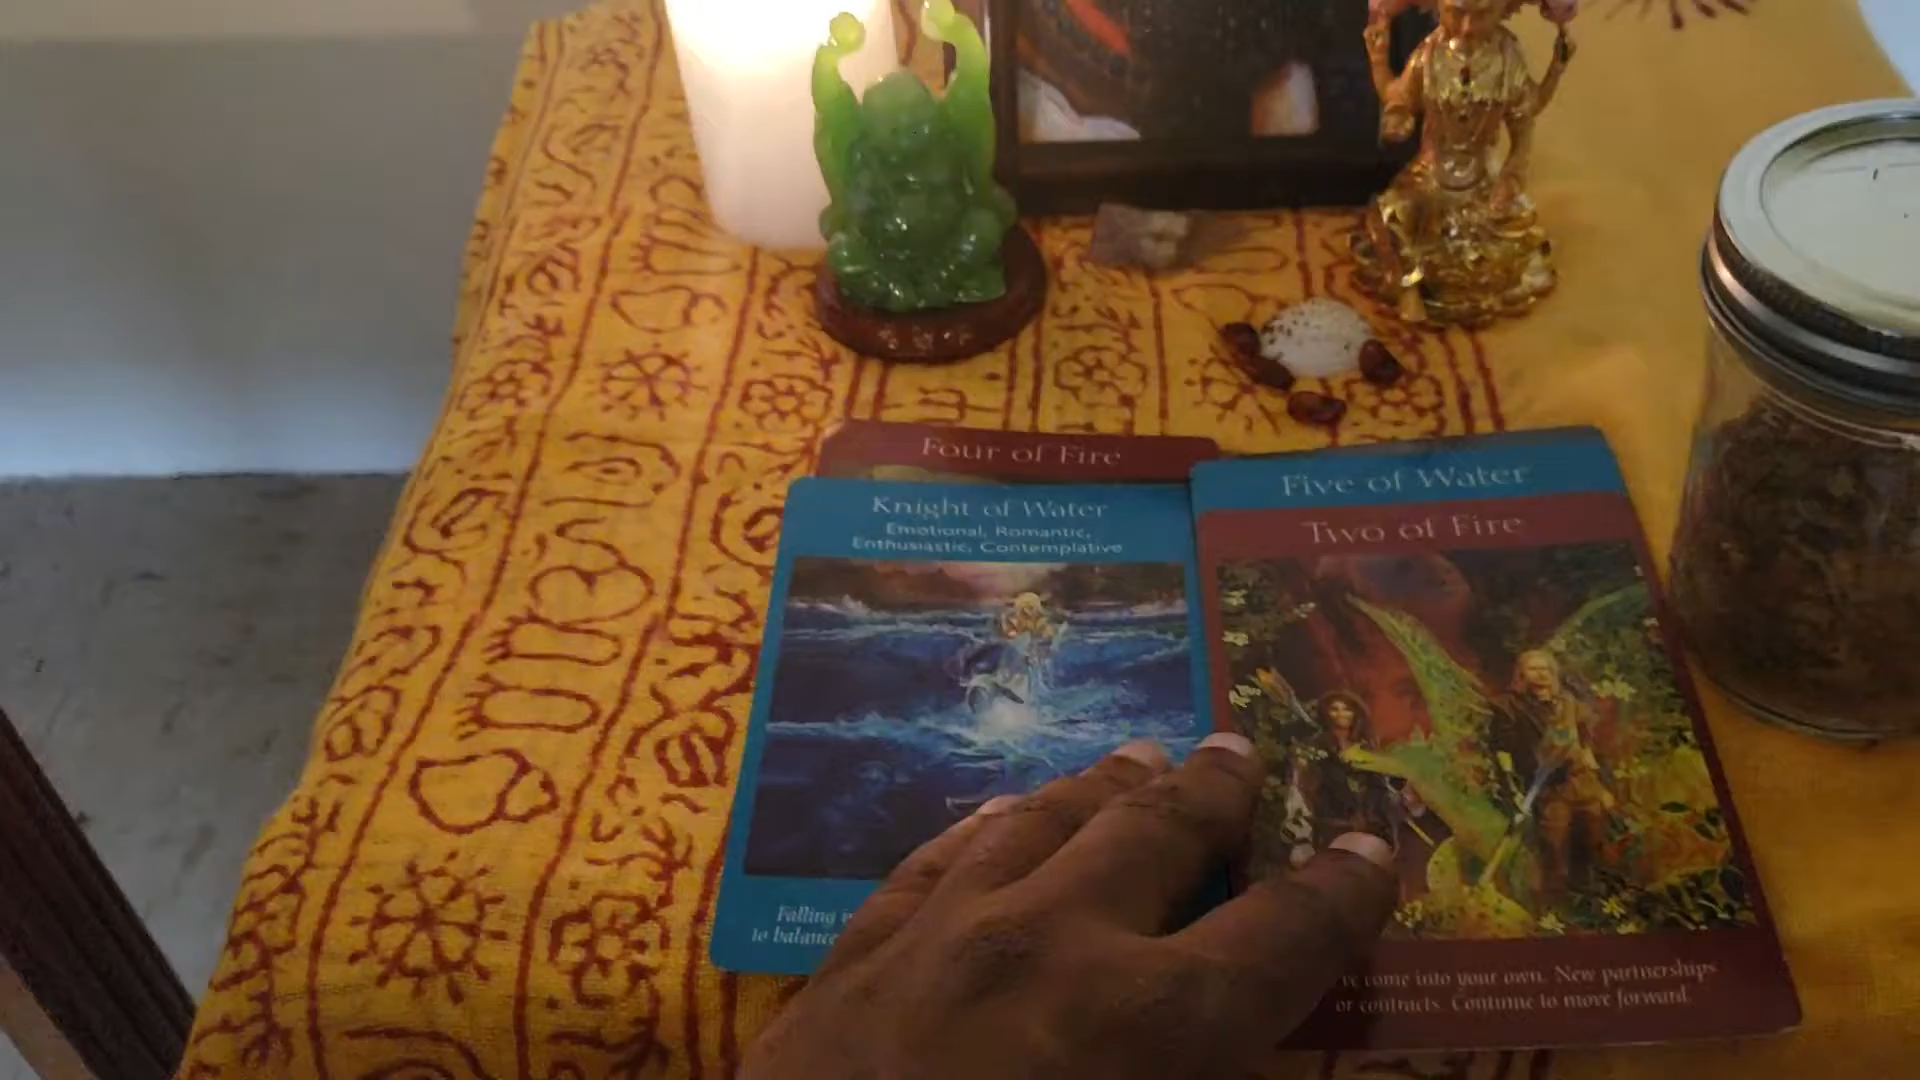 Four of Fire
Knight of Water
Emotional, Romantic,
Enthusiastic, Contemplative
Falling
to balance
Five of Water
Two of Fire
come into your own. New partnerships
or contracts. Continue to move forward.